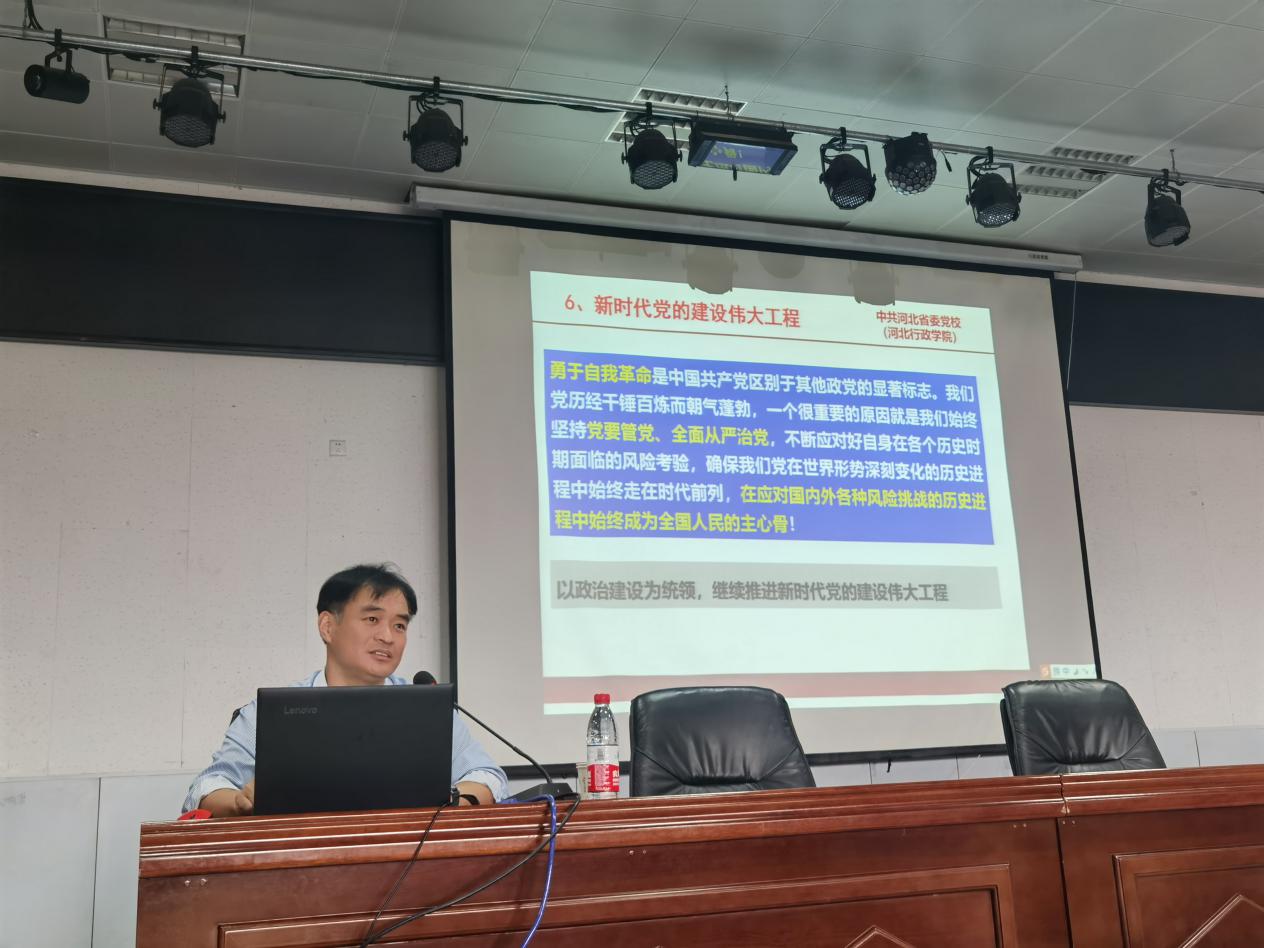 6、新时代党的建设伟大工程
中共河北省委党校
（河北行政学院）
勇于自我革命是中国共产党区别于其他政党的显著标志。我们
党历经千锤百炼而朝气蓬勃，一个很重要的原因就是我们始终
坚持党要管党、全面从严治党，不断应对好自身在各个历史时
期面临的风险考验，确保我们党在世界形势深刻变化的历史进
程中始终走在时代前列，在应对国内外各种风险挑战的历史进
程中始终成为全国人民的主心骨！
以政治建设为统领，继续推进新时代党的建设伟大工程
Lenovo